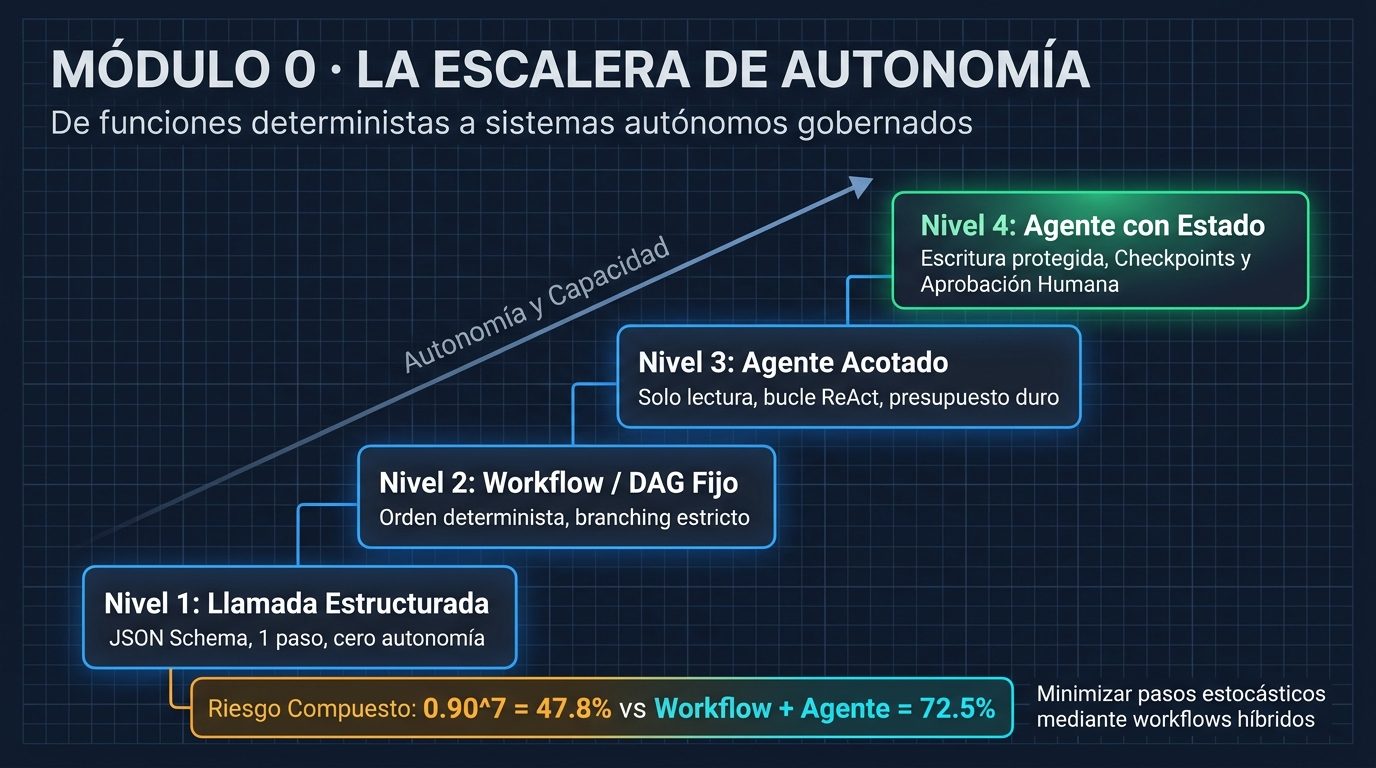 MÓDULO 0 · LA ESCALERA DE AUTONOMÍA
De funciones deterministas a sistemas autónomos gobernados
Autonomía y Capacidad
Nivel 4: Agente con Estado
Escritura protegida, Checkpoints y
Aprobación Humana
Nivel 3: Agente Acotado
Solo lectura, bucle ReAct, presupuesto duro
Nivel 2: Workflow / DAG Fijo
Orden determinista, branching estricto
Nivel 1: Llamada Estructurada
JSON Schema, 1 paso, cero autonomía
Riesgo Compuesto: 0.90^7 = 47.8% vs Workflow + Agente = 72.5%
Minimizar pasos estocásticos
mediante workflows híbridos